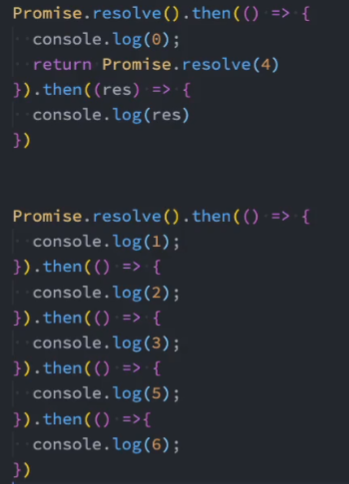 Promise.resolve().then(() => {
  console.log(0);
  return Promise.resolve(4)
}).then((res) => {
  console.log(res)
})
Promise.resolve().then(() => {
  console.log(1);
}).then(() => {
  console.log(2);
}).then(() => {
  console.log(3);
}).then(() => {
  console.log(5);
}).then(() =>{
  console.log(6);
})